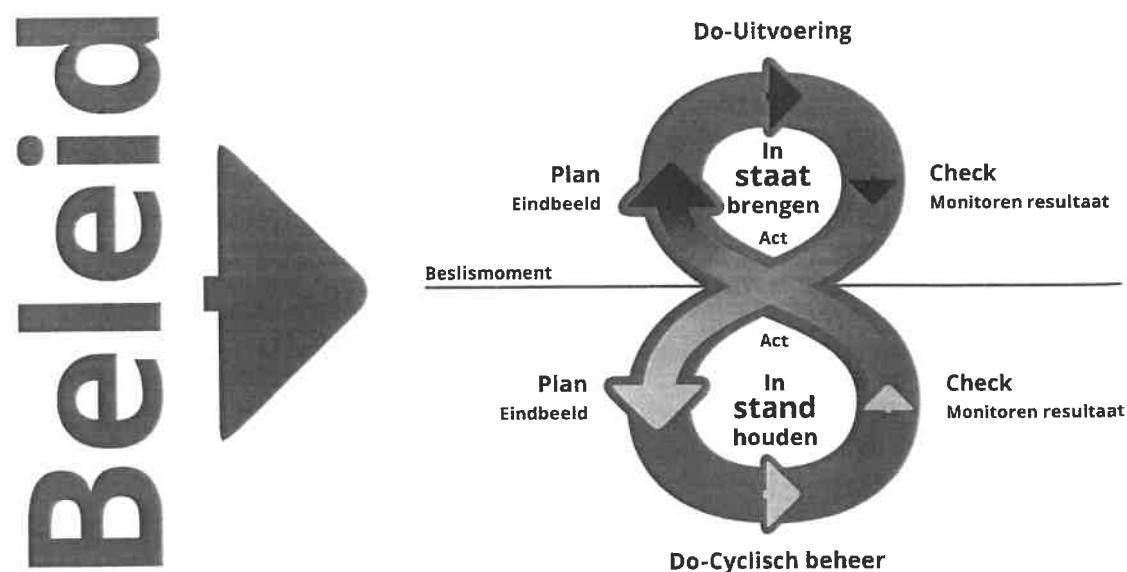 Beleid
Do-Uitvoering
Plan
Eindbeeld
In
staat
brengen
Act
Check
Monitoren resultaat
Beslismoment
Act
Plan
Eindbeeld
In
stand
houden
Check
Monitoren resultaat
Do-Cyclisch beheer